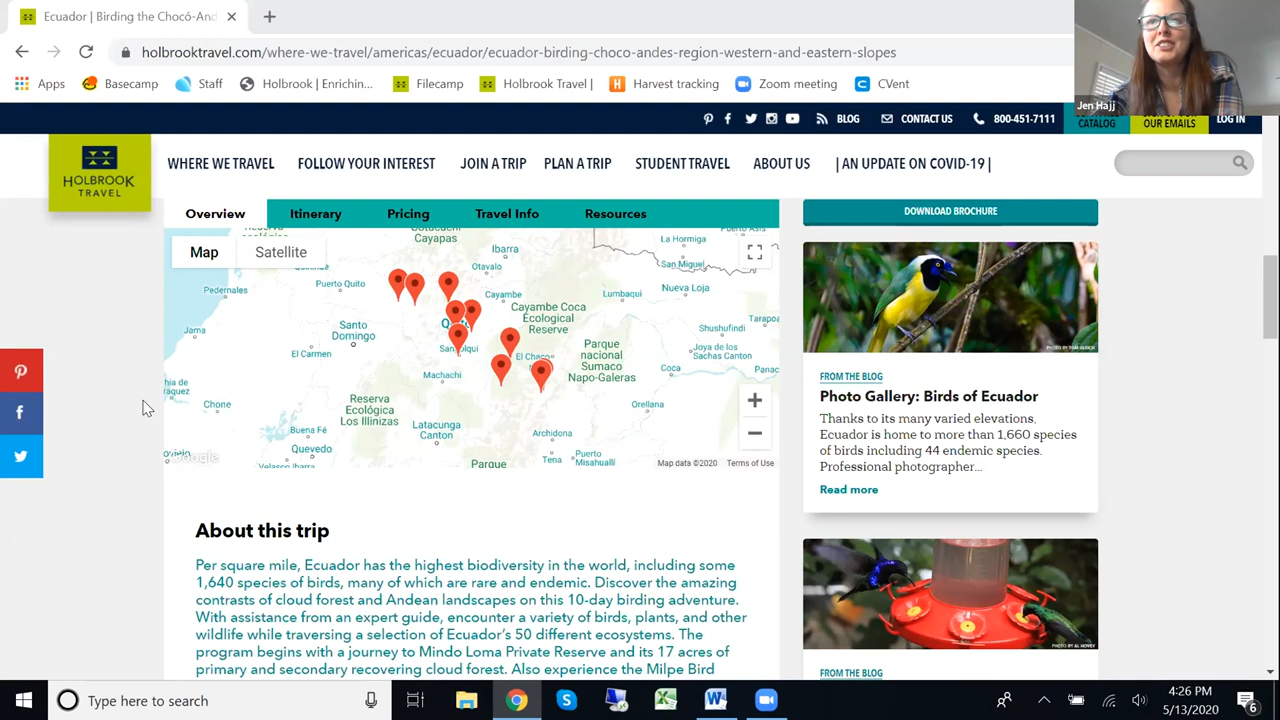 Ecuador | Birding the Chocó-And
holbrooktravel.com/where-we-travel/americas/ecuador/ecuador-birding-choco-andes-region-western-and-eastern-slopes
Apps Basecamp Staff Holbrook | Enrichin... Filecamp Holbrook Travel | Harvest tracking Zoom meeting CVent
Jen Hajj
BLOG CONTACT US 800-451-7111 CATALOG OUR EMAILS LOG IN
HOLBROOK
TRAVEL
WHERE WE TRAVEL FOLLOW YOUR INTEREST JOIN A TRIP PLAN A TRIP STUDENT TRAVEL ABOUT US | AN UPDATE ON COVID-19 |
Overview Itinerary Pricing Travel Info Resources
Map Satellite
Cayapas
Ibarra
Otavalo
La Hormiga
San Miguel
Puerto Quito
Pedernales
Cayambe
Lumbaqui
Nueva Loja
Cayambe Coca
Ecological
Reserve
Tarapoa
Jama
Santo
Domingo
Shushufindi
El Carmen
El Chaco
Parque
nacional
Sumaco
Napo-Galeras
Joya de los
Sachas Canton
Machachi
Coca
Chone
Reserva
Ecológica
Los Illinizas
Orellana
Buena Fé
Latacunga
Canton
Archidona
Quevedo
Tena
Puerto
Misahuallí
Parque
Google
Map data ©2020 Terms of Use
About this trip
Per square mile, Ecuador has the highest biodiversity in the world, including some
1,640 species of birds, many of which are rare and endemic. Discover the amazing
contrasts of cloud forest and Andean landscapes on this 10-day birding adventure.
With assistance from an expert guide, encounter a variety of birds, plants, and other
wildlife while traversing a selection of Ecuador's 50 different ecosystems. The
program begins with a journey to Mindo Loma Private Reserve and its 17 acres of
primary and secondary recovering cloud forest. Also experience the Milpe Bird
DOWNLOAD BROCHURE
FROM THE BLOG
Photo Gallery: Birds of Ecuador
Thanks to its many varied elevations,
Ecuador is home to more than 1,660 species
of birds including 44 endemic species.
Professional photographer...
Read more
PHOTO BY AL HOVEY
FROM THE BLOG
Type here to search
4:26 PM
5/13/2020
6